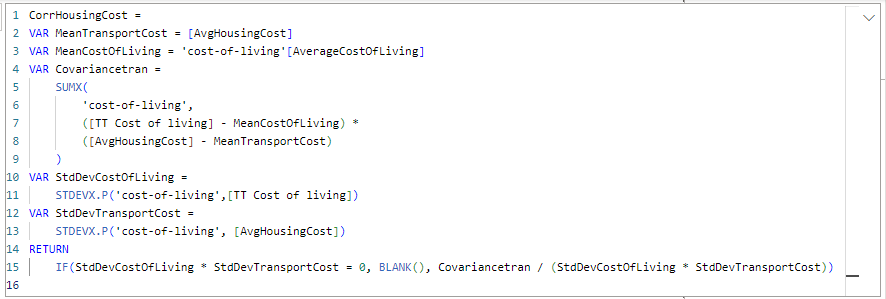 1 CorrHousingCost =
2 VAR MeanTransportCost = [AvgHousingCost]
3 VAR MeanCostOfLiving = 'cost-of-living'[AverageCostOfLiving]
4 VAR Covariancetran =
5 SUMX(
6 'cost-of-living',
7 ([TT Cost of living] - MeanCostOfLiving) *
8 ([AvgHousingCost] - MeanTransportCost)
9 )
10 VAR StdDevCostOfLiving =
11 STDEVX.P('cost-of-living',[TT Cost of living])
12 VAR StdDevTransportCost =
13 STDEVX.P('cost-of-living', [AvgHousingCost])
14 RETURN
15 IF(StdDevCostOfLiving * StdDevTransportCost = 0, BLANK(), Covariancetran / (StdDevCostOfLiving * StdDevTransportCost))
16